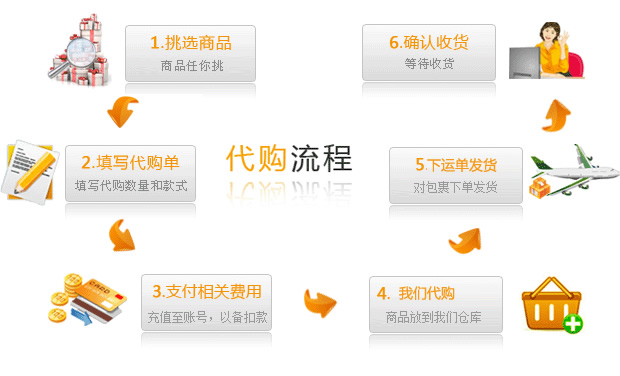 代购流程
1.挑选商品
商品任你挑
2.填写代购单
填写代购数量和款式
3.支付相关费用
充值至账号，以备扣款
4. 我们代购
商品放到我们仓库
5.下运单发货
对包裹下单发货
6.确认收货
等待收货